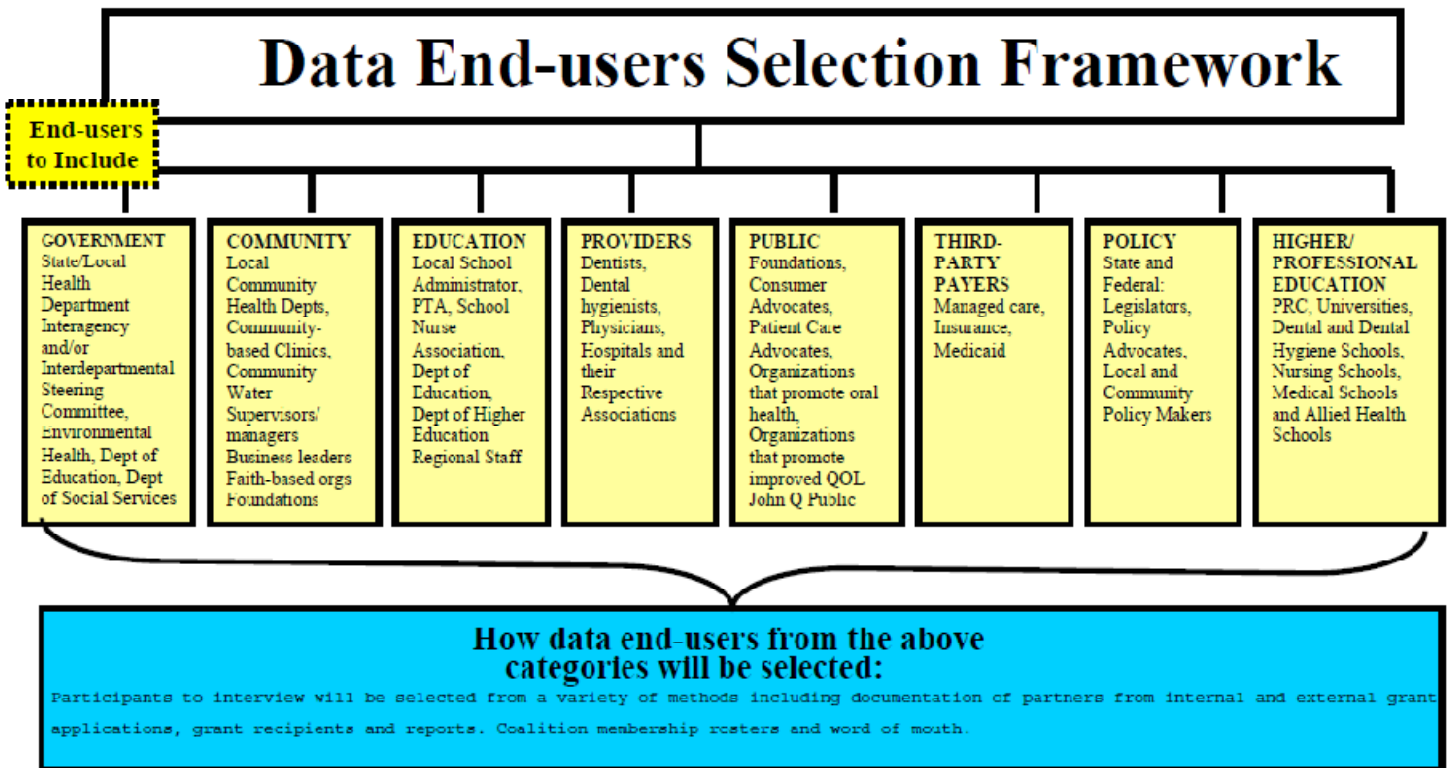 Data End-users Selection Framework
End-users
to Include
GOVERNMENT
State/Local
Health
Department
Interagency
and/or
Interdepartmental
Steering
Committee,
Environmental
Health, Dept of
Education, Dept
of Social Services
COMMUNITY
Local
Community
Health Depts,
Community-
based Clinics,
Community
Water
Supervisors/
managers
Business leaders
Faith-based orgs
Foundations
EDUCATION
Local School
Administrator,
PTA, School
Nurse
Association,
Dept of
Education,
Dept of Higher
Education
Regional Staff
PROVIDERS
Dentists,
Dental
hygienists,
Physicians,
Hospitals and
their
Respective
Associations
PUBLIC
Foundations,
Consumer
Advocates,
Patient Care
Advocates,
Organizations
that promote oral
health,
Organizations
that promote
improved QOL
John Q Public
THIRD-
PARTY
PAYERS
Managed care,
Insurance,
Medicaid
POLICY
State and
Federal:
Legislators,
Policy
Advocates,
Local and
Community
Policy Makers
HIGHER/
PROFESSIONAL
EDUCATION
PRC, Universities,
Dental and Dental
Hygiene Schools,
Nursing Schools,
Medical Schools
and Allied Health
Schools
How data end-users from the above
categories will be selected:
Participants to interview will be selected from a variety of methods including documentation of partners from internal and external grant
applications, grant recipients and reports. Coalition membership rosters and word of mouth.